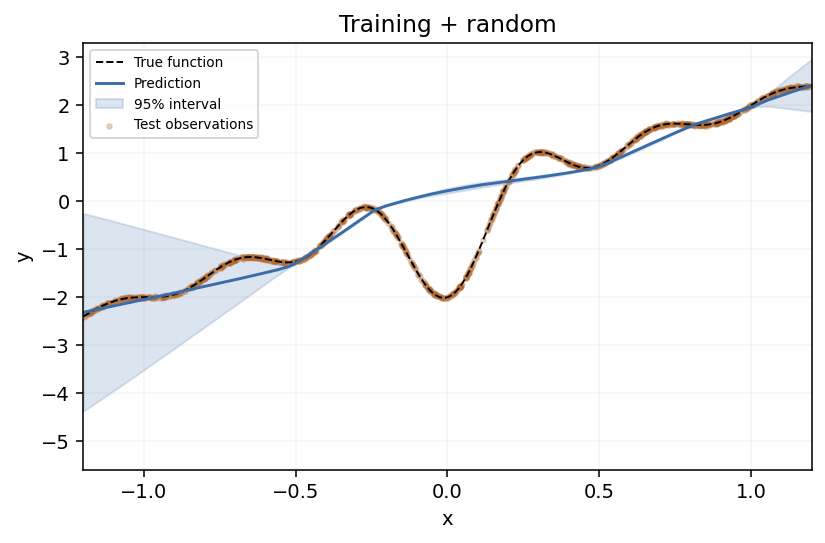 Training + random
True function
Prediction
95% interval
Test observations
3
2
1
0
−1
−2
−3
−4
−5
y
−1.0
−0.5
0.0
0.5
1.0
x